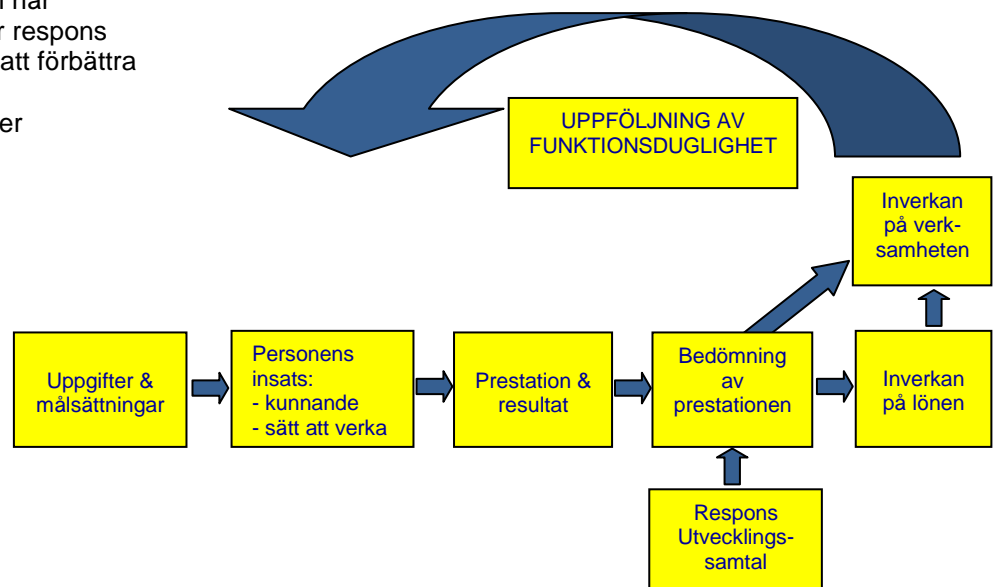 r respons
att förbättra
er
UPPFÖLJNING AV
FUNKTIONSDUGLIGHET
Inverkan
på verk-
samheten
Uppgifter &
målsättningar
Personens
insats:
- kunnande
- sätt att verka
Prestation &
resultat
Bedömning
av
prestationen
Inverkan
på lönen
Respons
Utvecklings-
samtal